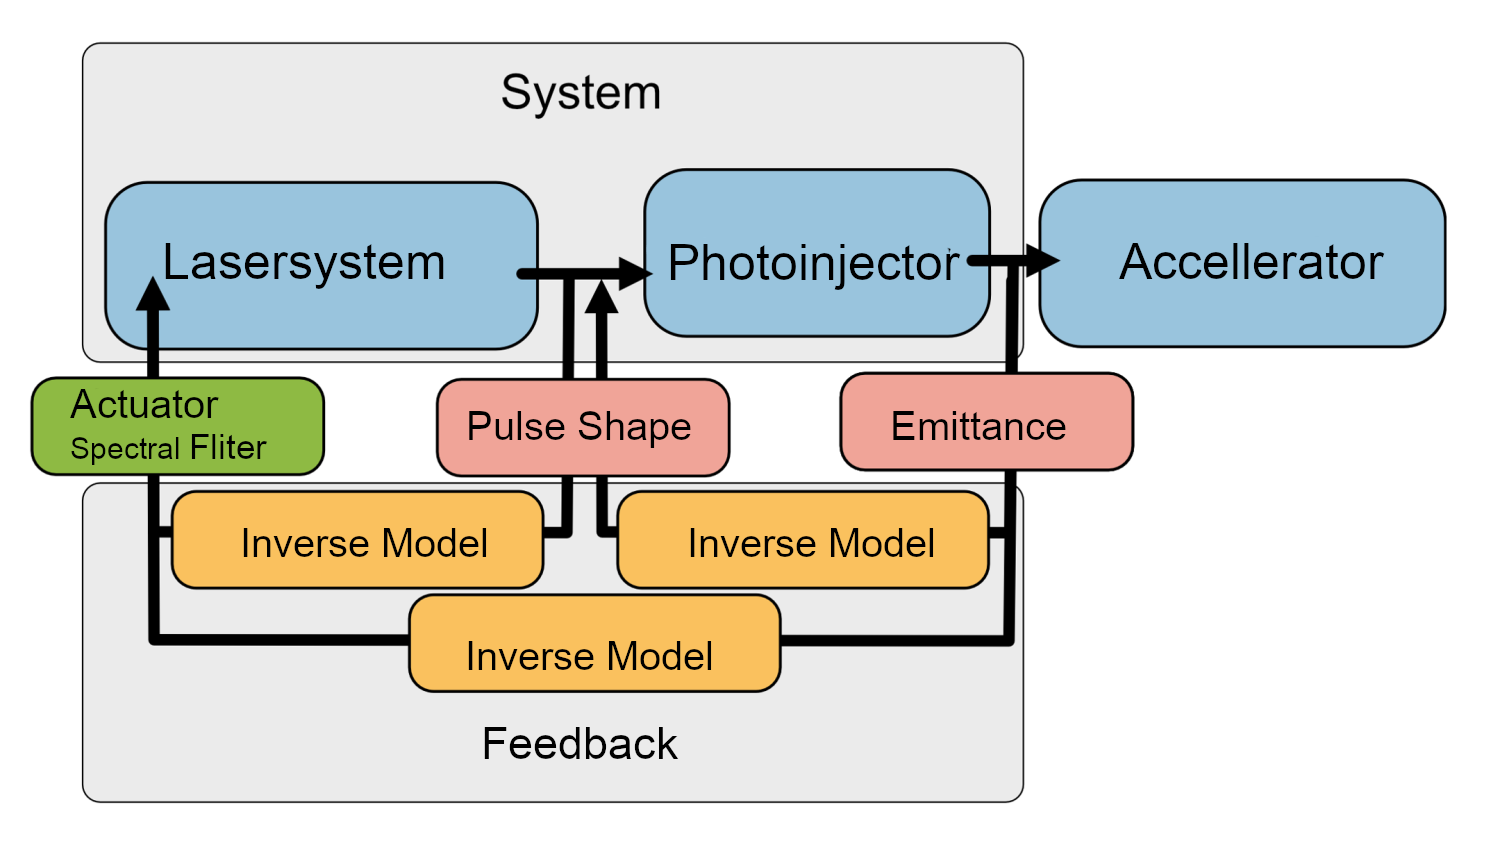 System
Lasersystem
Photoinjector
Accellerator
Actuator
Spectral Fliter
Pulse Shape
Emittance
Inverse Model
Inverse Model
Inverse Model
Feedback